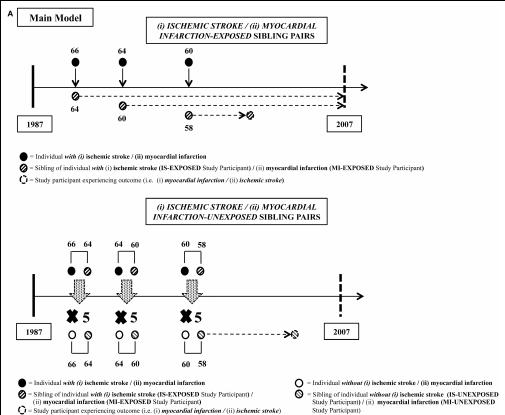 A
Main Model
(i) ISCHEMIC STROKE / (ii) MYOCARDIAL
INFARCTION-EXPOSED SIBLING PAIRS
66 64 60
64 60 58
1987 2007
= Individual with (i) ischemic stroke / (ii) myocardial infarction
= Sibling of individual with (i) ischemic stroke (IS-EXPOSED Study Participant) / (ii) myocardial infarction (MI-EXPOSED Study Participant)
= Study participant experiencing outcome (i.e. (i) myocardial infarction / (ii) ischemic stroke)
(i) ISCHEMIC STROKE / (ii) MYOCARDIAL
INFARCTION-UNEXPOSED SIBLING PAIRS
66 64 64 60 60 58
5 5 5
1987 2007
66 64 64 60 60 58
= Individual with (i) ischemic stroke / (ii) myocardial infarction
= Sibling of individual with (i) ischemic stroke (IS-EXPOSED Study Participant) /
(ii) myocardial infarction (MI-EXPOSED Study Participant)
= Study participant experiencing outcome (i.e. (i) myocardial infarction / (ii) ischemic stroke)
= Individual without (i) ischemic stroke / (ii) myocardial infarction
= Sibling of individual without (i) ischemic stroke (IS-UNEXPOSED
Study Participant) / (ii) myocardial infarction (MI-UNEXPOSED
Study Participant)